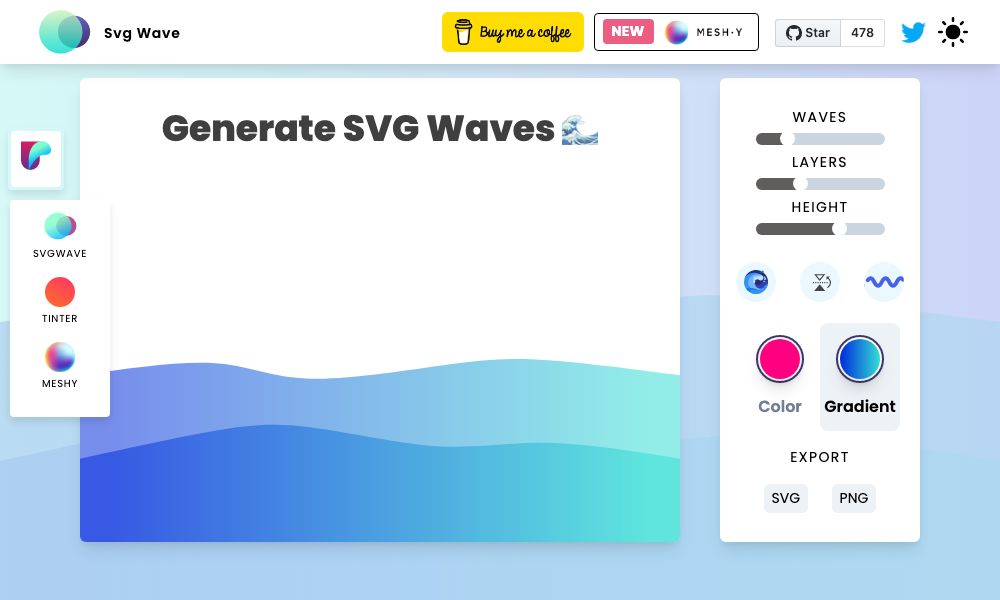 Svg Wave
Buy me a coffee
NEW
MESH·Y
Star
478
Generate SVG Waves
SVGWAVE
TINTER
MESHY
WAVES
LAYERS
HEIGHT
Color
Gradient
EXPORT
SVG
PNG